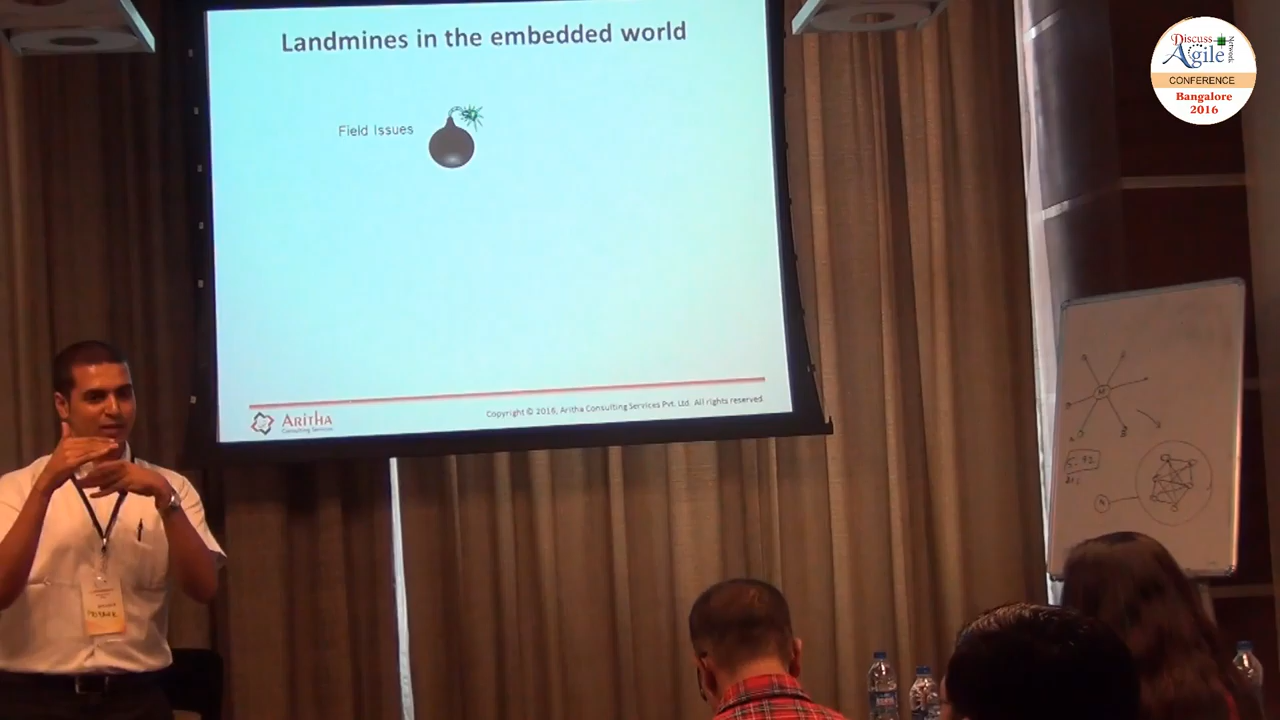 Landmines in the embedded world
Field Issues
ARITHA
Consulting Services
Copyright © 2016, Aritha Consulting Services Pvt. Ltd. All rights reserved.
Discuss
Agile
Network
CONFERENCE
Bangalore
2016